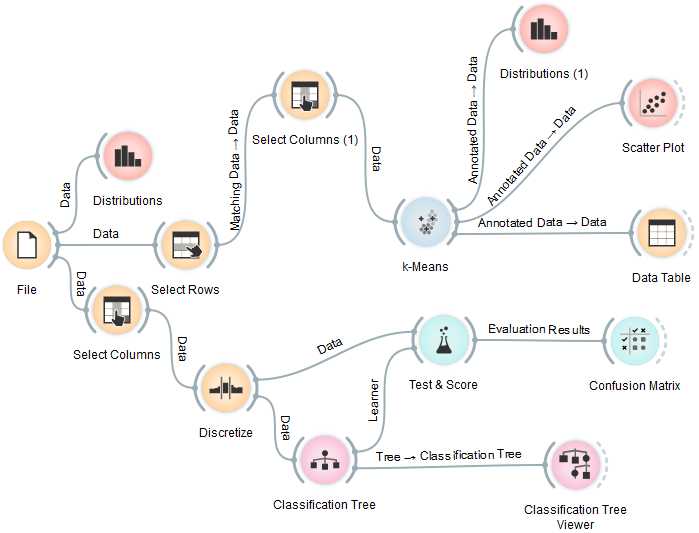 Distributions (1)
Annotated Data → Data
Scatter Plot
Annotated Data → Data
Select Columns (1)
Matching Data → Data
Data
Distributions
Data
Data
File
Select Rows
k-Means
Annotated Data → Data
Data Table
Data
Select Columns
Data
Data
Test & Score
Evaluation Results
Confusion Matrix
Discretize
Learner
Data
Classification Tree
Tree → Classification Tree
Classification Tree
Viewer